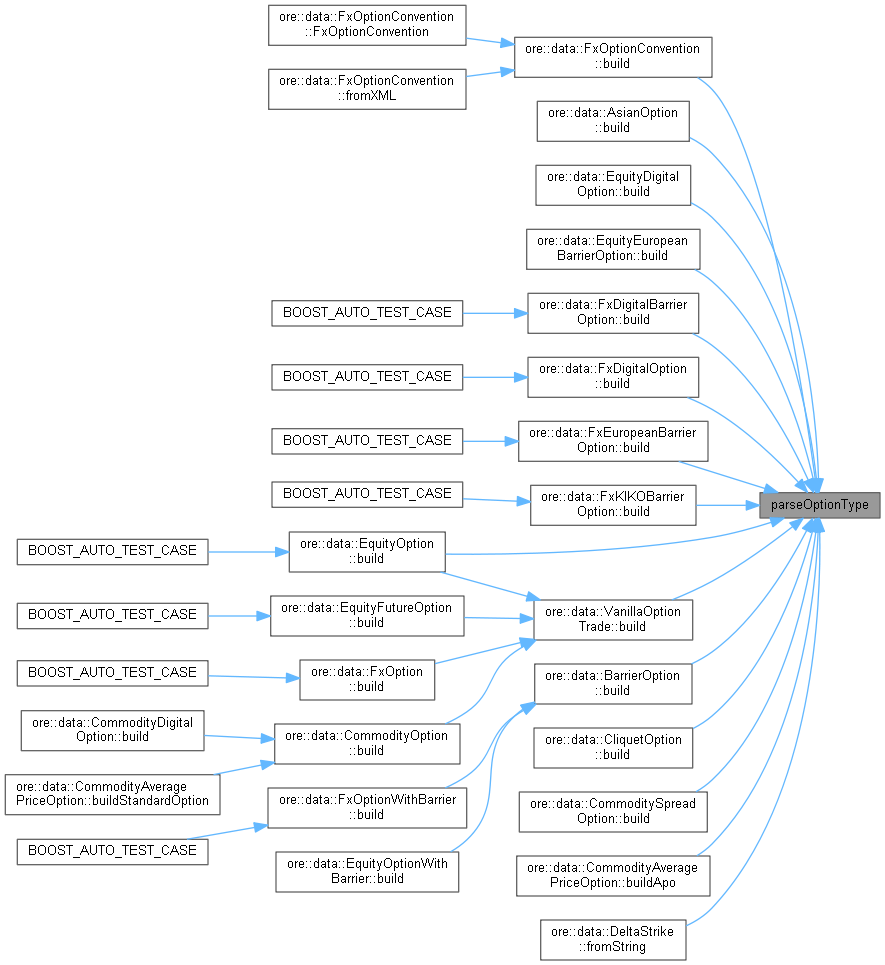 ore::data::FxOptionConvention
::FxOptionConvention
ore::data::FxOptionConvention
::build
ore::data::FxOptionConvention
::fromXML
ore::data::AsianOption
::build
ore::data::EquityDigital
Option::build
ore::data::EquityEuropean
BarrierOption::build
BOOST_AUTO_TEST_CASE
ore::data::FxDigitalBarrier
Option::build
BOOST_AUTO_TEST_CASE
ore::data::FxDigitalOption
::build
BOOST_AUTO_TEST_CASE
ore::data::FxEuropeanBarrier
Option::build
BOOST_AUTO_TEST_CASE
ore::data::FxKIKOBarrier
Option::build
parseOptionType
BOOST_AUTO_TEST_CASE
ore::data::EquityOption
::build
BOOST_AUTO_TEST_CASE
ore::data::EquityFutureOption
::build
ore::data::VanillaOption
Trade::build
BOOST_AUTO_TEST_CASE
ore::data::FxOption
::build
ore::data::BarrierOption
::build
ore::data::CommodityDigital
Option::build
ore::data::CommodityOption
::build
ore::data::CliquetOption
::build
ore::data::CommodityAverage
PriceOption::buildStandardOption
ore::data::FxOptionWithBarrier
::build
ore::data::CommoditySpread
Option::build
BOOST_AUTO_TEST_CASE
ore::data::EquityOptionWith
Barrier::build
ore::data::CommodityAverage
PriceOption::buildApo
ore::data::DeltaStrike
::fromString